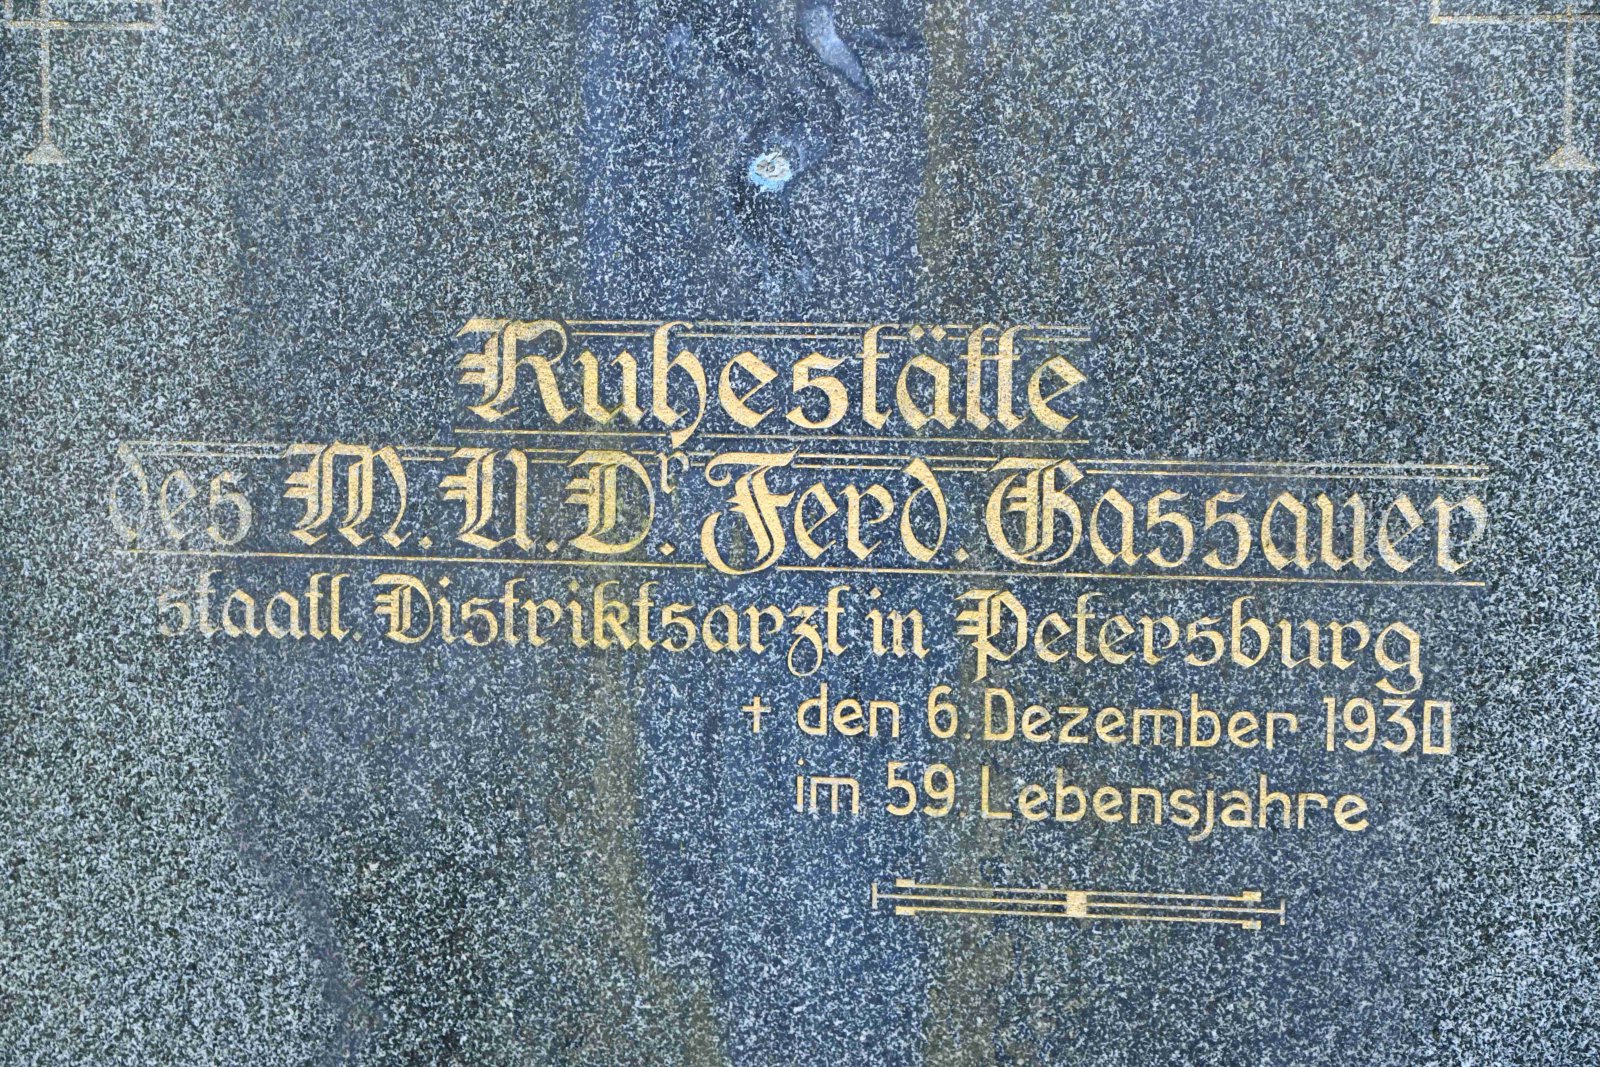 Ruhestätte
des M.U.Dr. Ferd. Gassauer
staatl. Distriktsarzt in Petersburg
† den 6. Dezember 1930
im 59. Lebensjahre